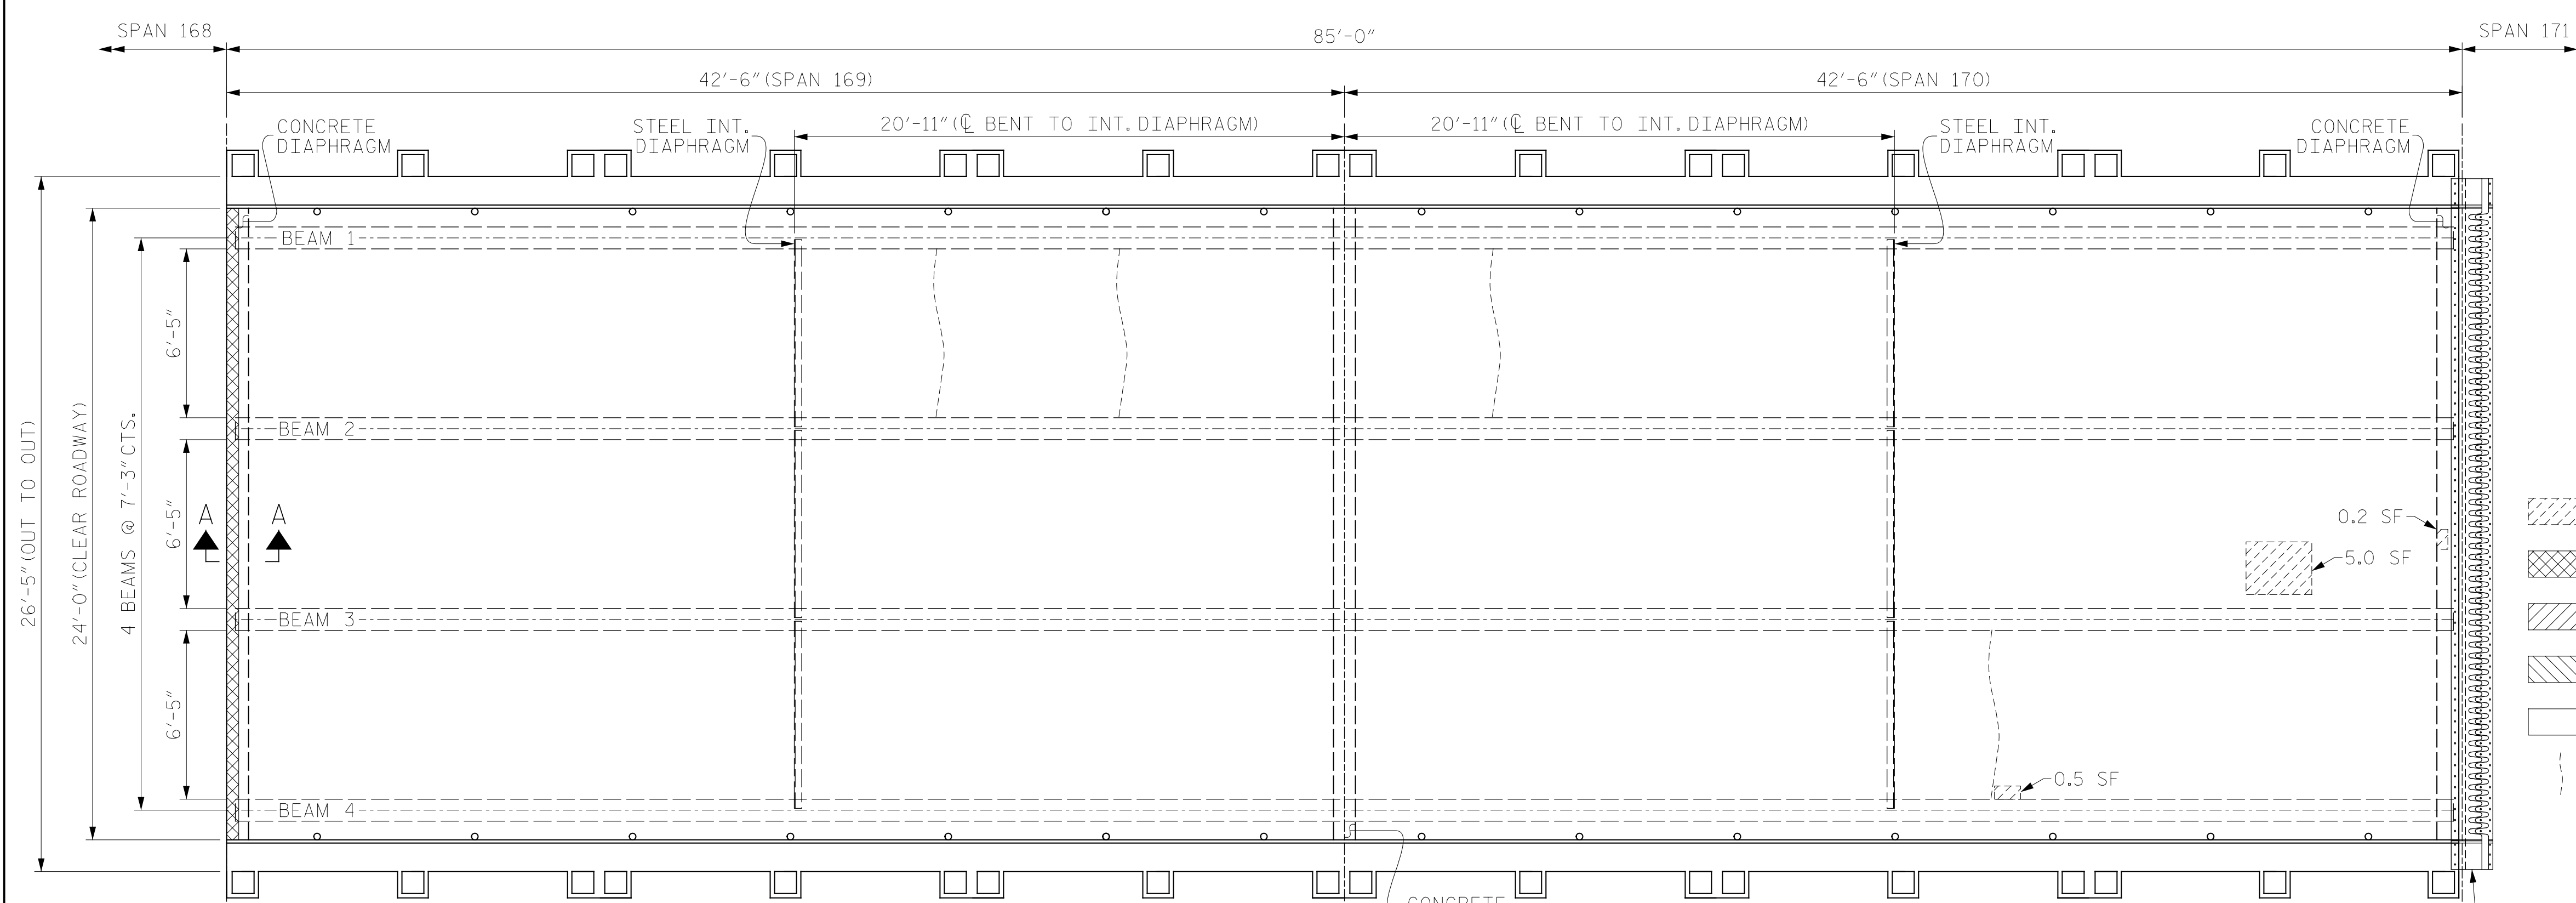 SPAN 168
85'-0"
SPAN 171
42'-6"(SPAN 169)
42'-6"(SPAN 170)
CONCRETE
DIAPHRAGM
STEEL INT.
DIAPHRAGM
20'-11"(℄ BENT TO INT. DIAPHRAGM)
20'-11"(℄ BENT TO INT. DIAPHRAGM)
STEEL INT.
DIAPHRAGM
CONCRETE
DIAPHRAGM
26'-5"(OUT TO OUT)
24'-0"(CLEAR ROADWAY)
4 BEAMS @ 7'-3"CTS.
6'-5"
6'-5"
6'-5"
BEAM 1
BEAM 2
A
A
BEAM 3
BEAM 4
0.2 SF
5.0 SF
0.5 SF
CONCRETE